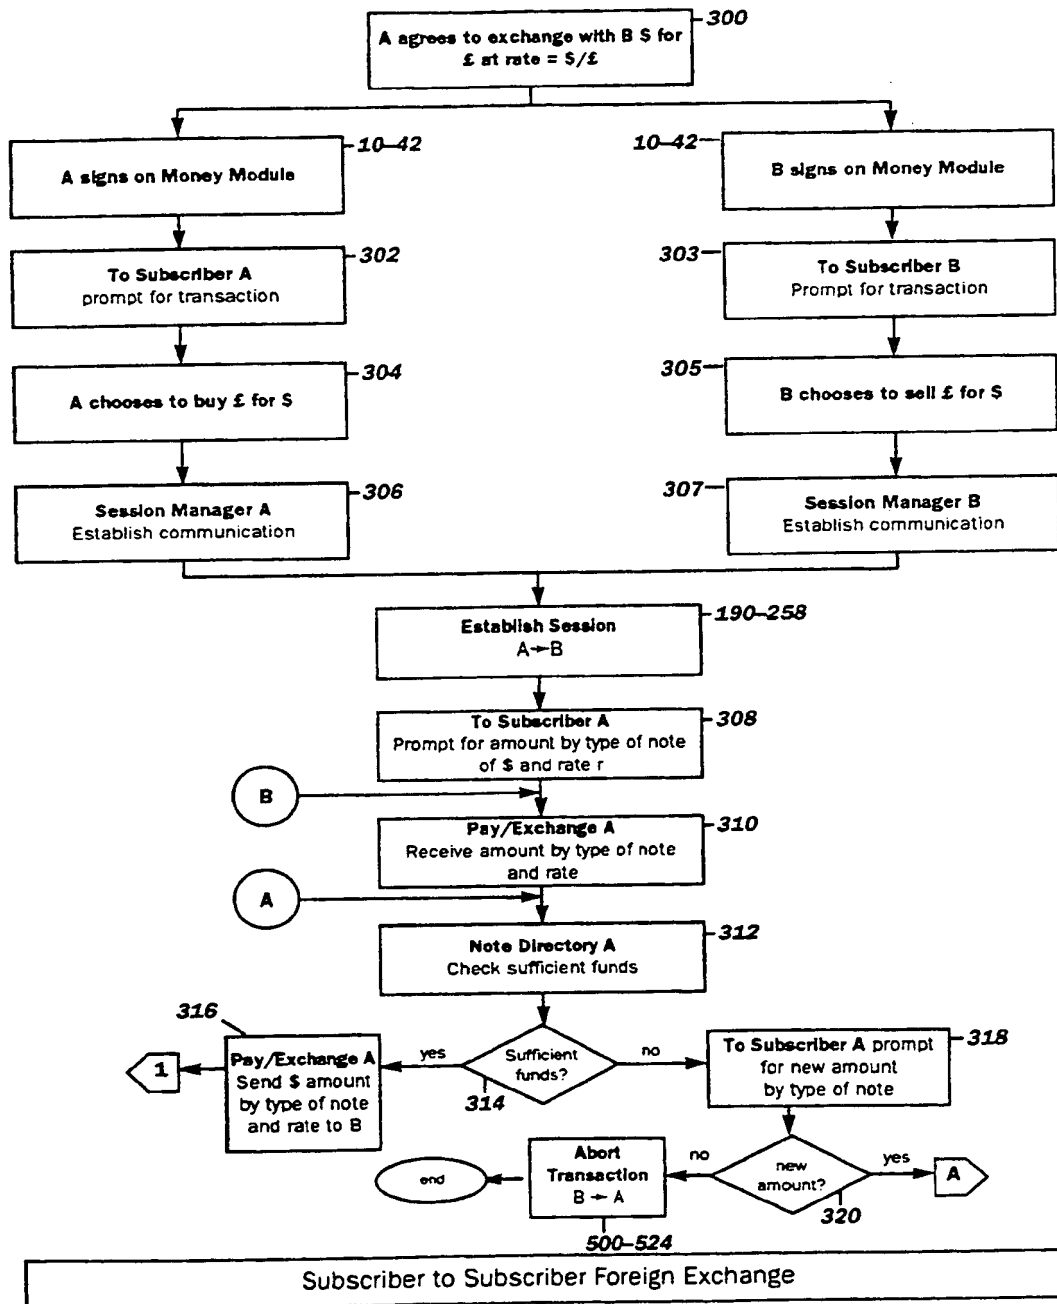 300
A agrees to exchange with B $ for
£ at rate = $/£
10–42
10–42
A signs on Money Module
B signs on Money Module
302
303
To Subscriber A
prompt for transaction
To Subscriber B
Prompt for transaction
304
305
A chooses to buy £ for $
B chooses to sell £ for $
306
307
Session Manager A
Establish communication
Session Manager B
Establish communication
190–258
Establish Session
A→B
308
To Subscriber A
Prompt for amount by type of note
of $ and rate r
B
310
Pay/Exchange A
Receive amount by type of note
and rate
A
312
Note Directory A
Check sufficient funds
316
318
1
Pay/Exchange A
Send $ amount
by type of note
and rate to B
yes
Sufficient
funds?
no
314
To Subscriber A prompt
for new amount
by type of note
end
Abort
Transaction
B → A
no
new
amount?
yes
A
320
500–524
Subscriber to Subscriber Foreign Exchange